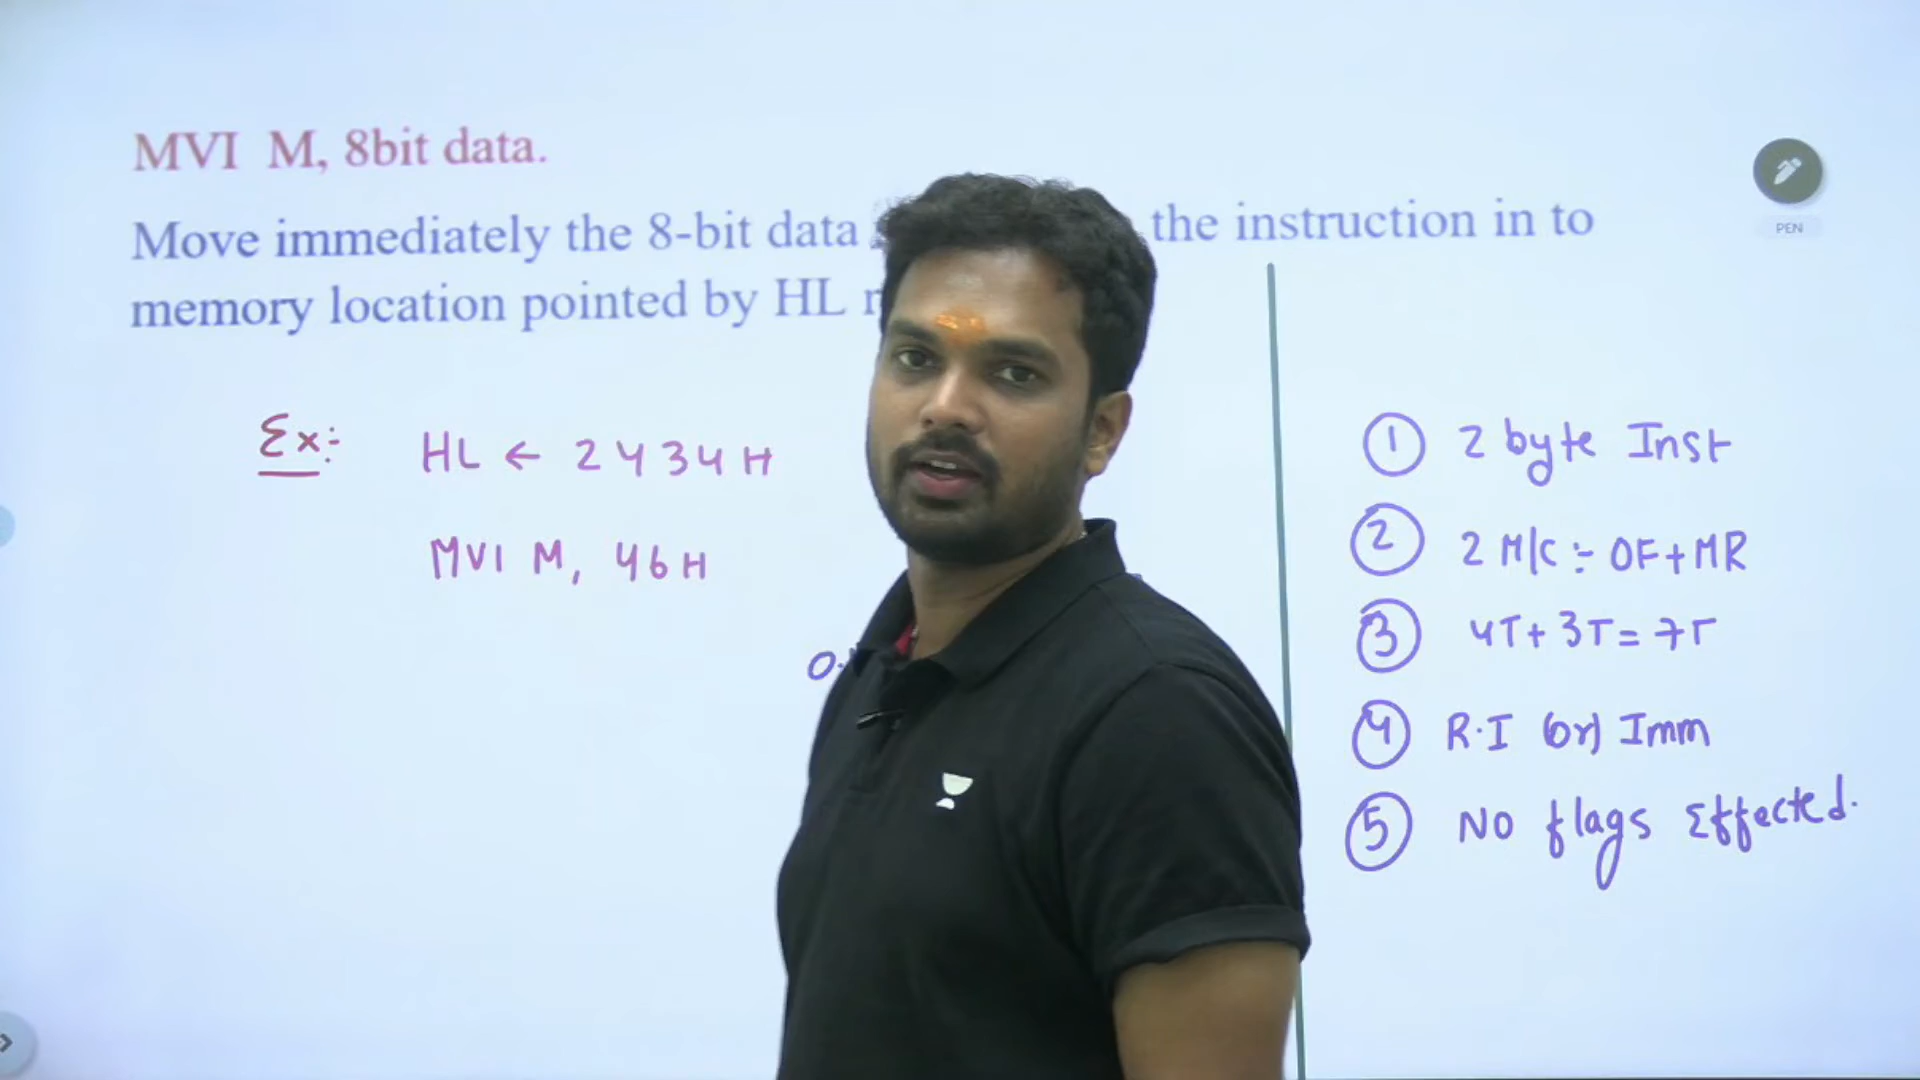 MVI M, 8bit data.
Move immediately the 8-bit data the instruction in to
memory location pointed by HL
PEN
Ex:-
HL ← 2434H
MVI M, 46H
① 2 byte Inst
② 2 M/C :- OF+MR
③ 4T+3T=7T
④ R.I (or) Imm
⑤ NO flags Effected.